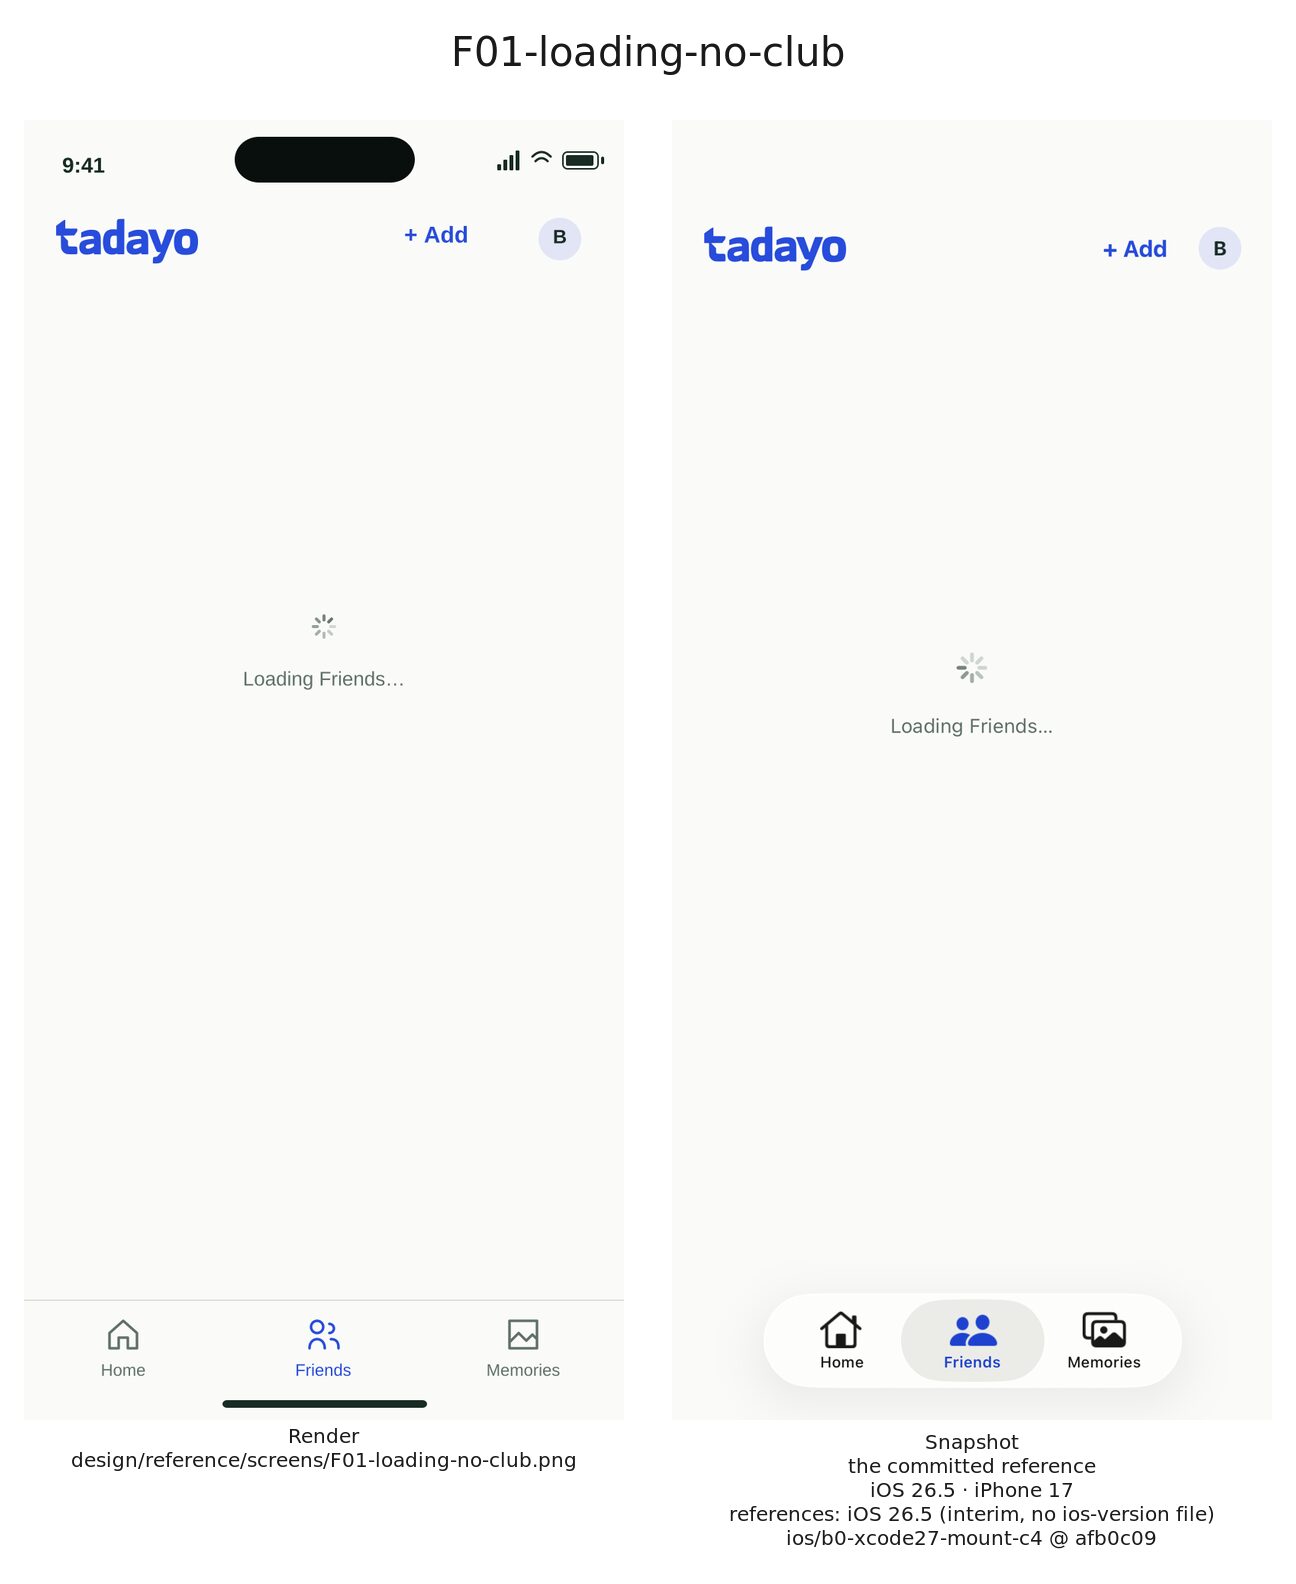 F01-loading-no-club
9:41
tadayo
+ Add
B
Loading Friends…
Home
Friends
Memories
Render
design/reference/screens/F01-loading-no-club.png
tadayo
+ Add
B
Loading Friends...
Home
Friends
Memories
Snapshot
the committed reference
iOS 26.5 · iPhone 17
references: iOS 26.5 (interim, no ios-version file)
ios/b0-xcode27-mount-c4 @ afb0c09